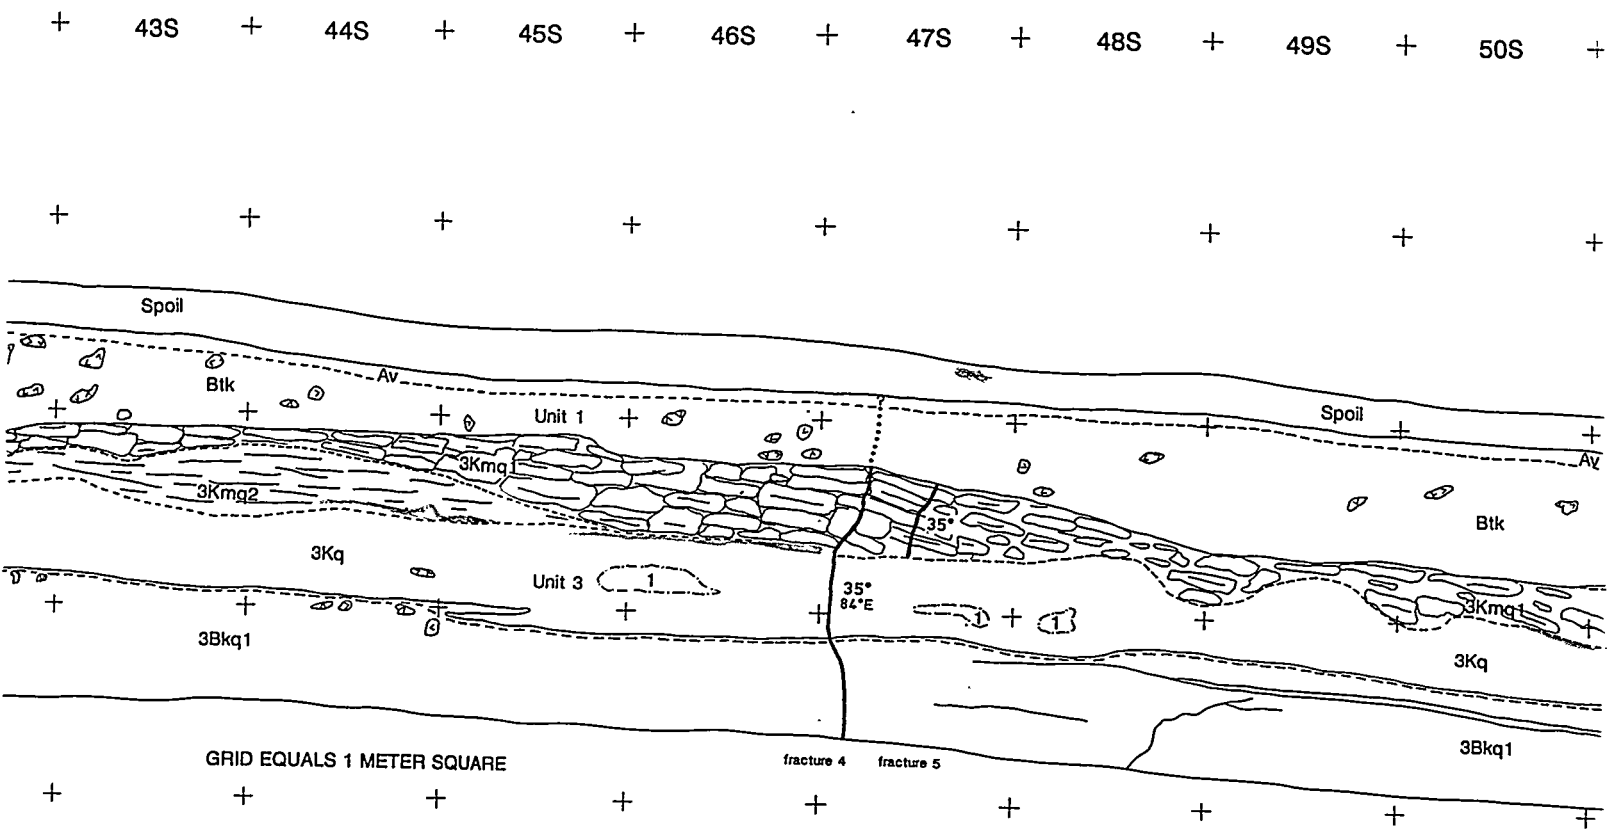 43S 44S 45S 46S 47S 48S 49S 50S
Spoil
Av
Btk
Unit 1
Spoil
Av
3Kmq1
3Kmq2
35°
Btk
3Kq
Unit 3
1
35°
84°E
1
1
3Kmq1
3Bkq1
3Kq
3Bkq1
GRID EQUALS 1 METER SQUARE
fracture 4
fracture 5